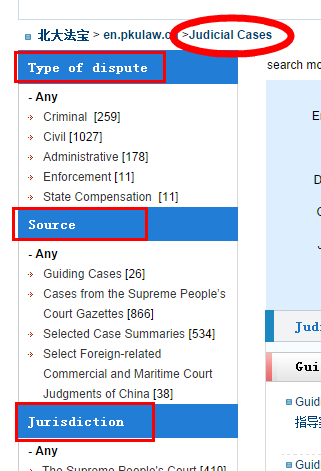 北大法宝 > en.pkulaw.c >Judicial Cases
Type of dispute
- Any
Criminal [259]
Civil [1027]
Administrative [178]
Enforcement [11]
State Compensation [11]
Source
- Any
Guiding Cases [26]
Cases from the Supreme People's
Court Gazettes [866]
Selected Case Summaries [534]
Select Foreign-related
Commercial and Maritime Court
Judgments of China [38]
Jurisdiction
- Any
The Supreme People's Court [410]
search mo
Judi
Gui
Guid
指导
Guid